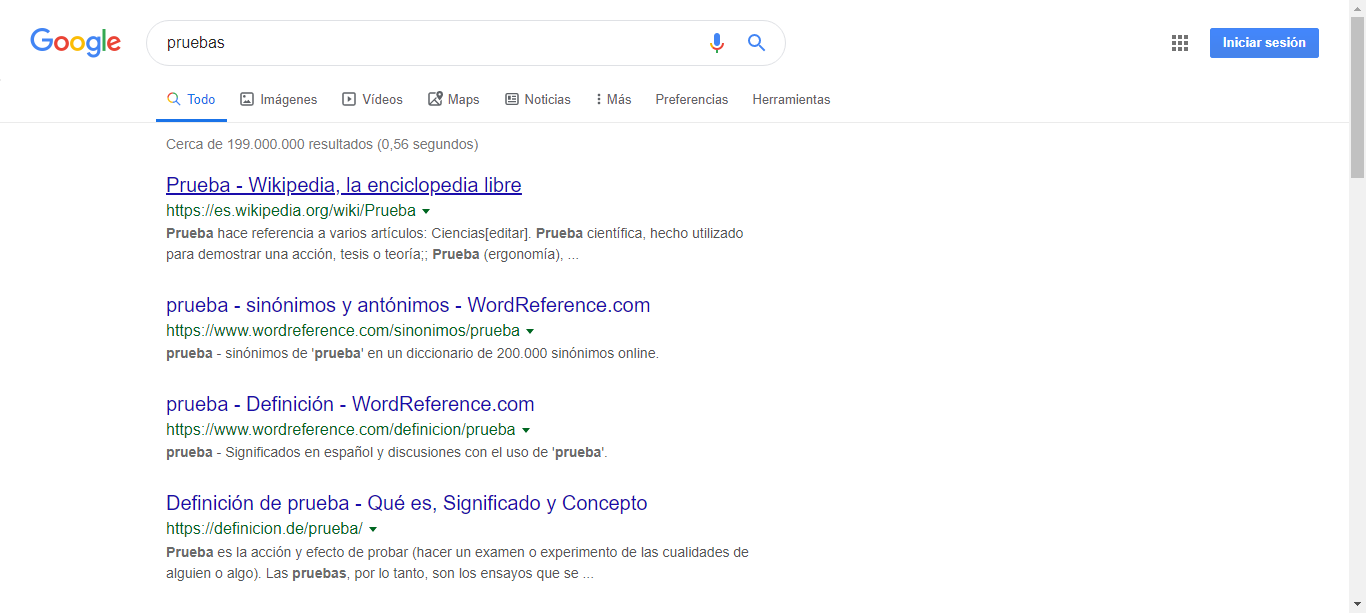 Google
pruebas
Iniciar sesión
Todo Imágenes Vídeos Maps Noticias Más Preferencias Herramientas
Cerca de 199.000.000 resultados (0,56 segundos)
Prueba - Wikipedia, la enciclopedia libre
https://es.wikipedia.org/wiki/Prueba
Prueba hace referencia a varios artículos: Ciencias[editar]. Prueba científica, hecho utilizado
para demostrar una acción, tesis o teoría;; Prueba (ergonomía), ...
prueba - sinónimos y antónimos - WordReference.com
https://www.wordreference.com/sinonimos/prueba
prueba - sinónimos de 'prueba' en un diccionario de 200.000 sinónimos online.
prueba - Definición - WordReference.com
https://www.wordreference.com/definicion/prueba
prueba - Significados en español y discusiones con el uso de 'prueba'.
Definición de prueba - Qué es, Significado y Concepto
https://definicion.de/prueba/
Prueba es la acción y efecto de probar (hacer un examen o experimento de las cualidades de
alguien o algo). Las pruebas, por lo tanto, son los ensayos que se ...